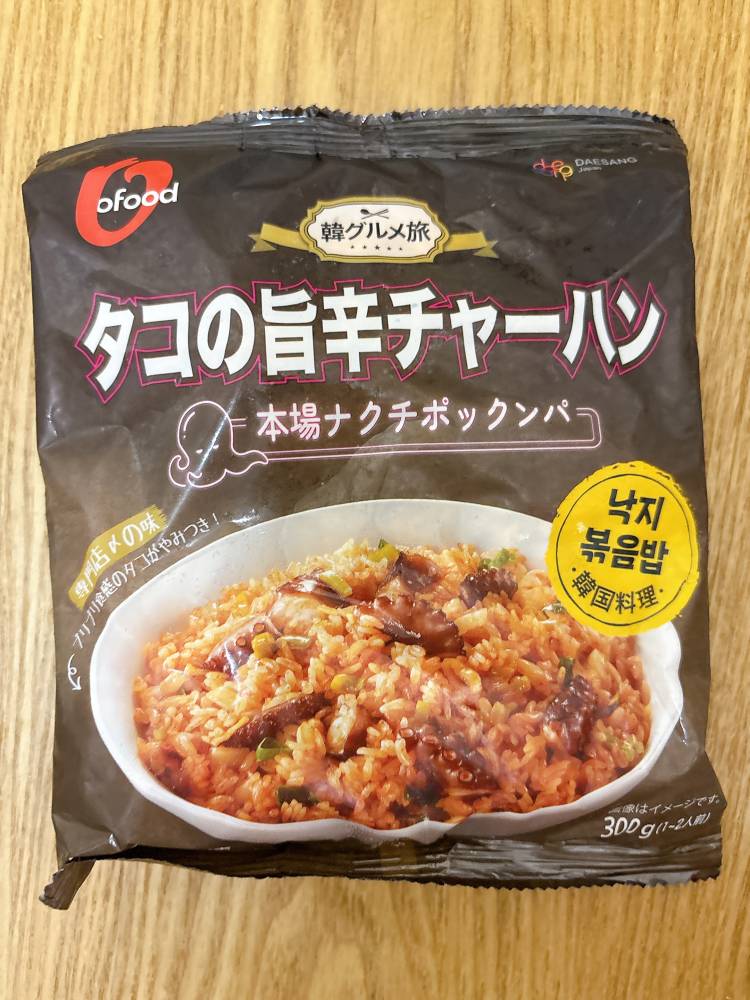 ofood
DAESANG
Japan
韓グルメ旅
タコの旨辛チャーハン
本場ナクチポックンパ
専門店〆の味
プリプリ食感のタコがやみつき!
낙지
볶음밥
・韓国料理・
画像はイメージです。
300g(1~2人前)